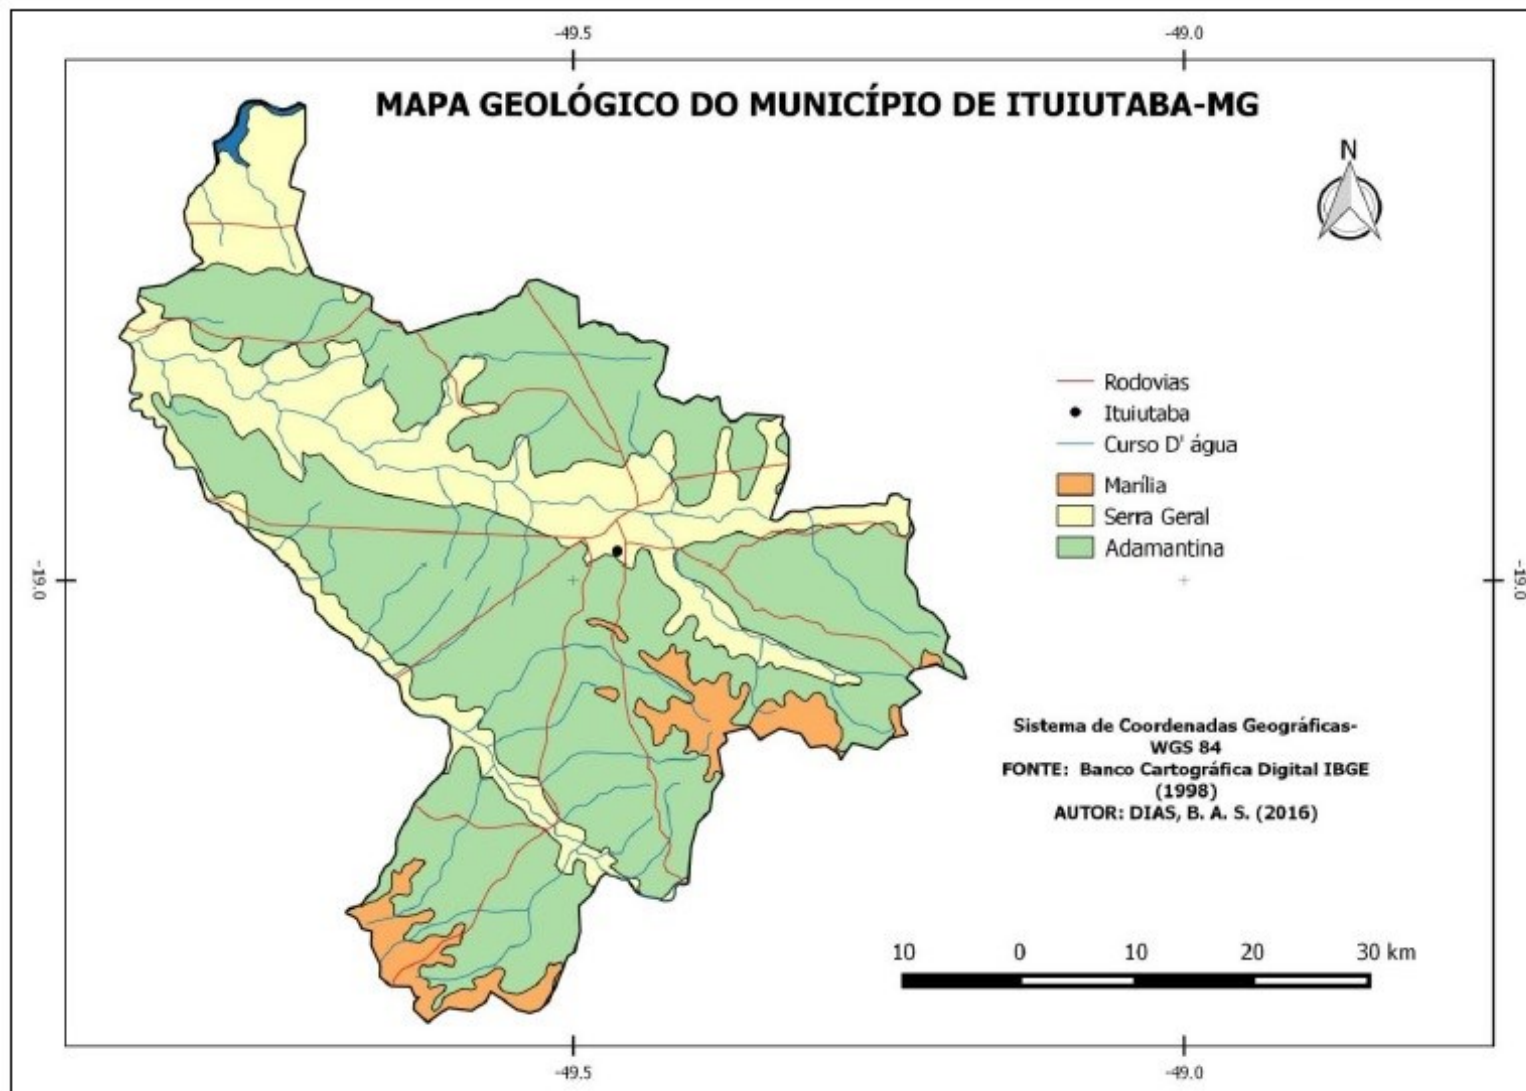 -49.5
-49.0
MAPA GEOLÓGICO DO MUNICÍPIO DE ITUIUTABA-MG
N
Rodovias
Ituiutaba
Curso D' água
Marília
Serra Geral
Adamantina
-19.0
-19.0
Sistema de Coordenadas Geográficas-
WGS 84
FONTE: Banco Cartográfica Digital IBGE
(1998)
AUTOR: DIAS, B. A. S. (2016)
10 0 10 20 30 km
-49.5
-49.0